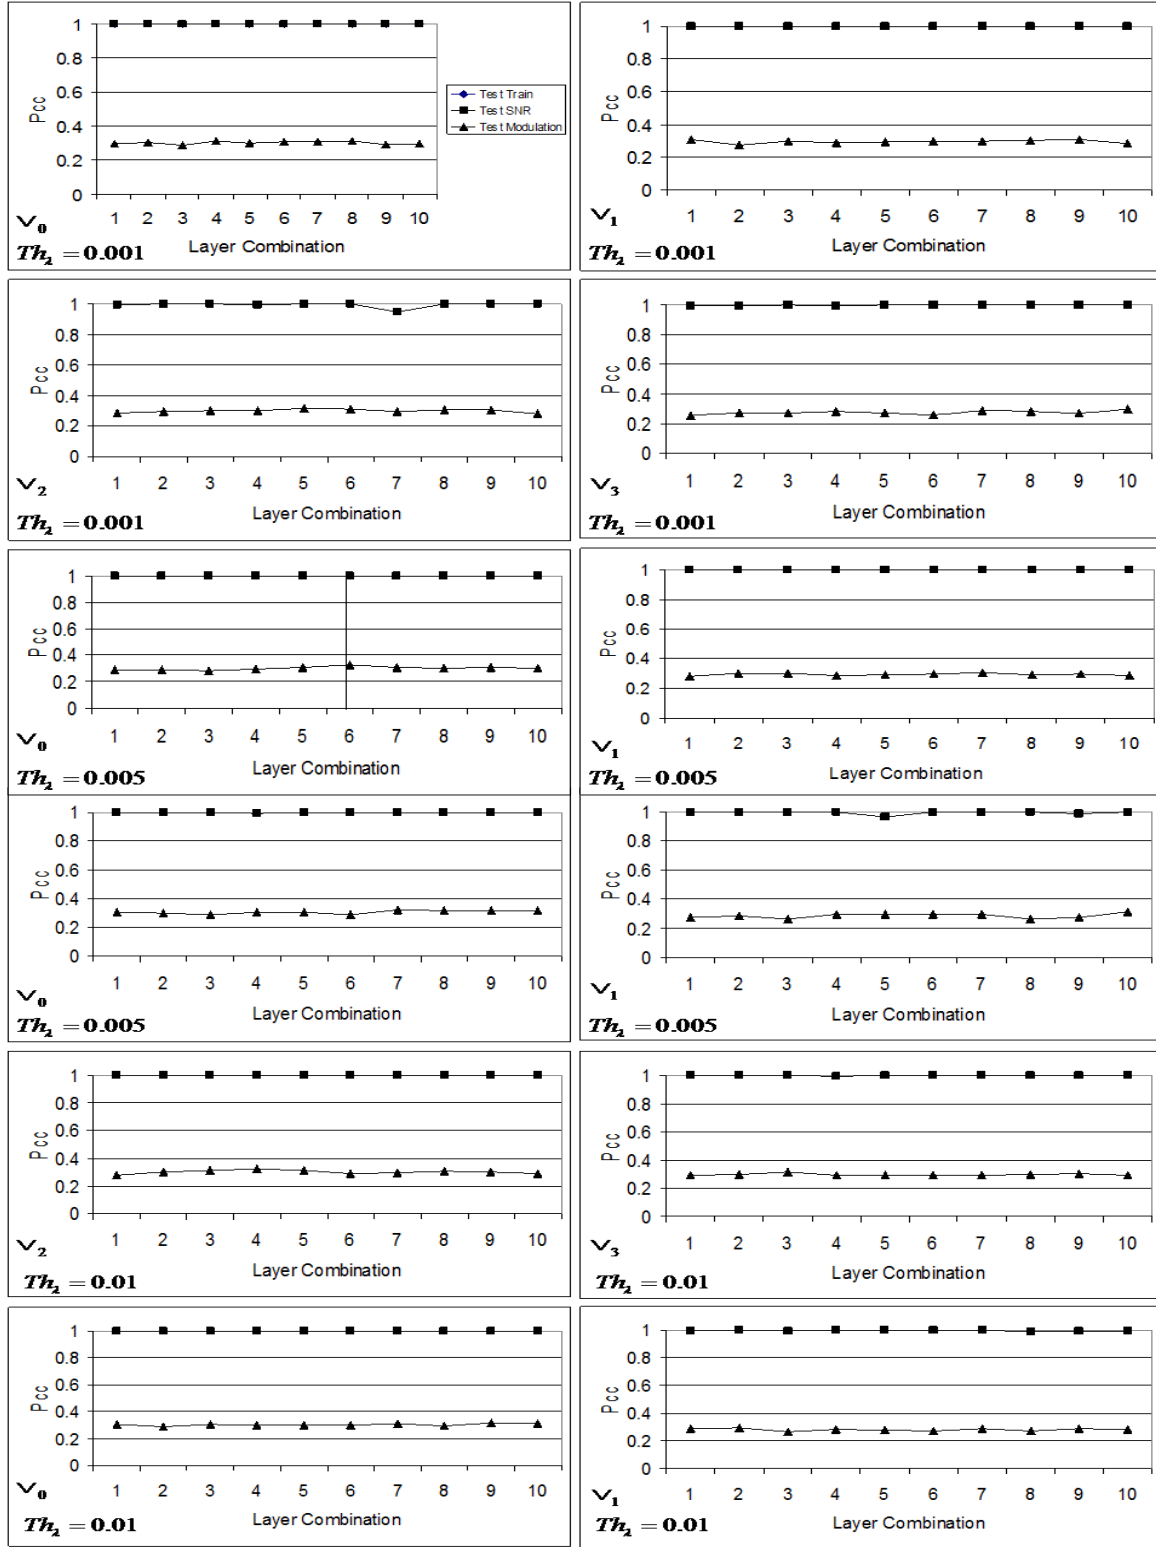 1
0.8
0.6
0.4
0.2
0
Pcc
1 2 3 4 5 6 7 8 9 10
Layer Combination
Test Train
Test SNR
Test Modulation
V0
Th2 = 0.001
1
0.8
0.6
0.4
0.2
0
Pcc
1 2 3 4 5 6 7 8 9 10
Layer Combination
V1
Th2 = 0.001
1
0.8
0.6
0.4
0.2
0
Pcc
1 2 3 4 5 6 7 8 9 10
Layer Combination
V2
Th2 = 0.001
1
0.8
0.6
0.4
0.2
0
Pcc
1 2 3 4 5 6 7 8 9 10
Layer Combination
V3
Th2 = 0.001
1
0.8
0.6
0.4
0.2
0
Pcc
1 2 3 4 5 6 7 8 9 10
Layer Combination
V0
Th2 = 0.005
1
0.8
0.6
0.4
0.2
0
Pcc
1 2 3 4 5 6 7 8 9 10
Layer Combination
V1
Th2 = 0.005
1
0.8
0.6
0.4
0.2
0
Pcc
1 2 3 4 5 6 7 8 9 10
Layer Combination
V0
Th2 = 0.005
1
0.8
0.6
0.4
0.2
0
Pcc
1 2 3 4 5 6 7 8 9 10
Layer Combination
V1
Th2 = 0.005
1
0.8
0.6
0.4
0.2
0
Pcc
1 2 3 4 5 6 7 8 9 10
Layer Combination
V2
Th2 = 0.01
1
0.8
0.6
0.4
0.2
0
Pcc
1 2 3 4 5 6 7 8 9 10
Layer Combination
V3
Th2 = 0.01
1
0.8
0.6
0.4
0.2
0
Pcc
1 2 3 4 5 6 7 8 9 10
Layer Combination
V0
Th2 = 0.01
1
0.8
0.6
0.4
0.2
0
Pcc
1 2 3 4 5 6 7 8 9 10
Layer Combination
V1
Th2 = 0.01